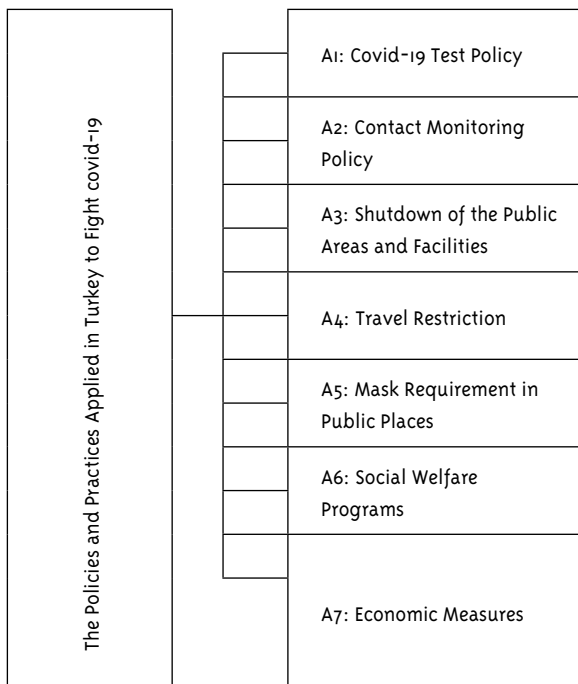 The Policies and Practices Applied in Turkey to Fight covid-19
A1: Covid-19 Test Policy
A2: Contact Monitoring
Policy
A3: Shutdown of the Public
Areas and Facilities
A4: Travel Restriction
A5: Mask Requirement in
Public Places
A6: Social Welfare
Programs
A7: Economic Measures